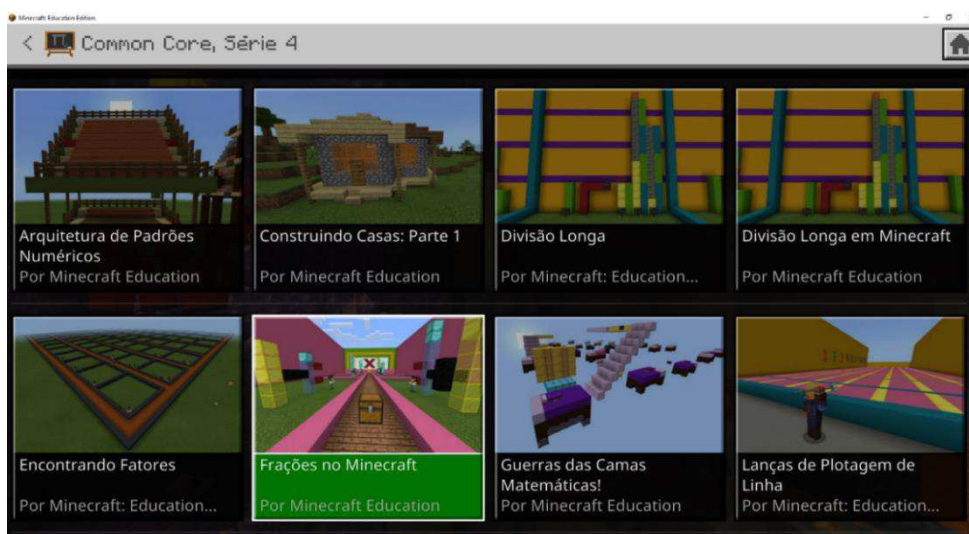 Minecraft: Education Edition
Common Core, Série 4
Arquitetura de Padrões
Numéricos
Por Minecraft Education
Construindo Casas: Parte 1
Por Minecraft Education
Divisão Longa
Por Minecraft: Education...
Divisão Longa em Minecraft
Por Minecraft Education
Encontrando Fatores
Por Minecraft: Education...
Frações no Minecraft
Por Minecraft Education
Guerras das Camas
Matemáticas!
Por Minecraft Education
Lanças de Plotagem de
Linha
Por Minecraft: Education...